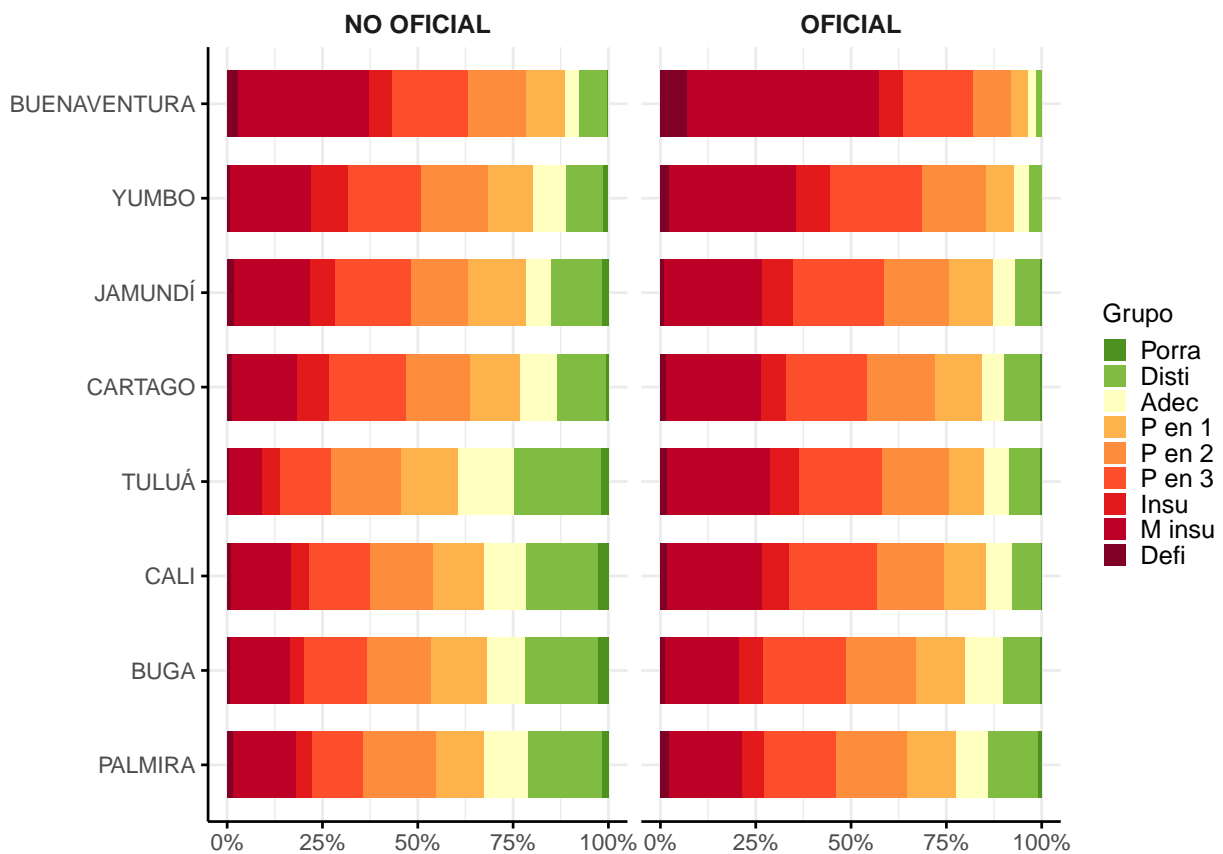 NO OFICIAL
OFICIAL
BUENAVENTURA
YUMBO
JAMUNDÍ
CARTAGO
TULUÁ
CALI
BUGA
PALMIRA
0% 25% 50% 75% 100%
0% 25% 50% 75% 100%
Grupo
Porra
Disti
Adec
P en 1
P en 2
P en 3
Insu
M insu
Defi